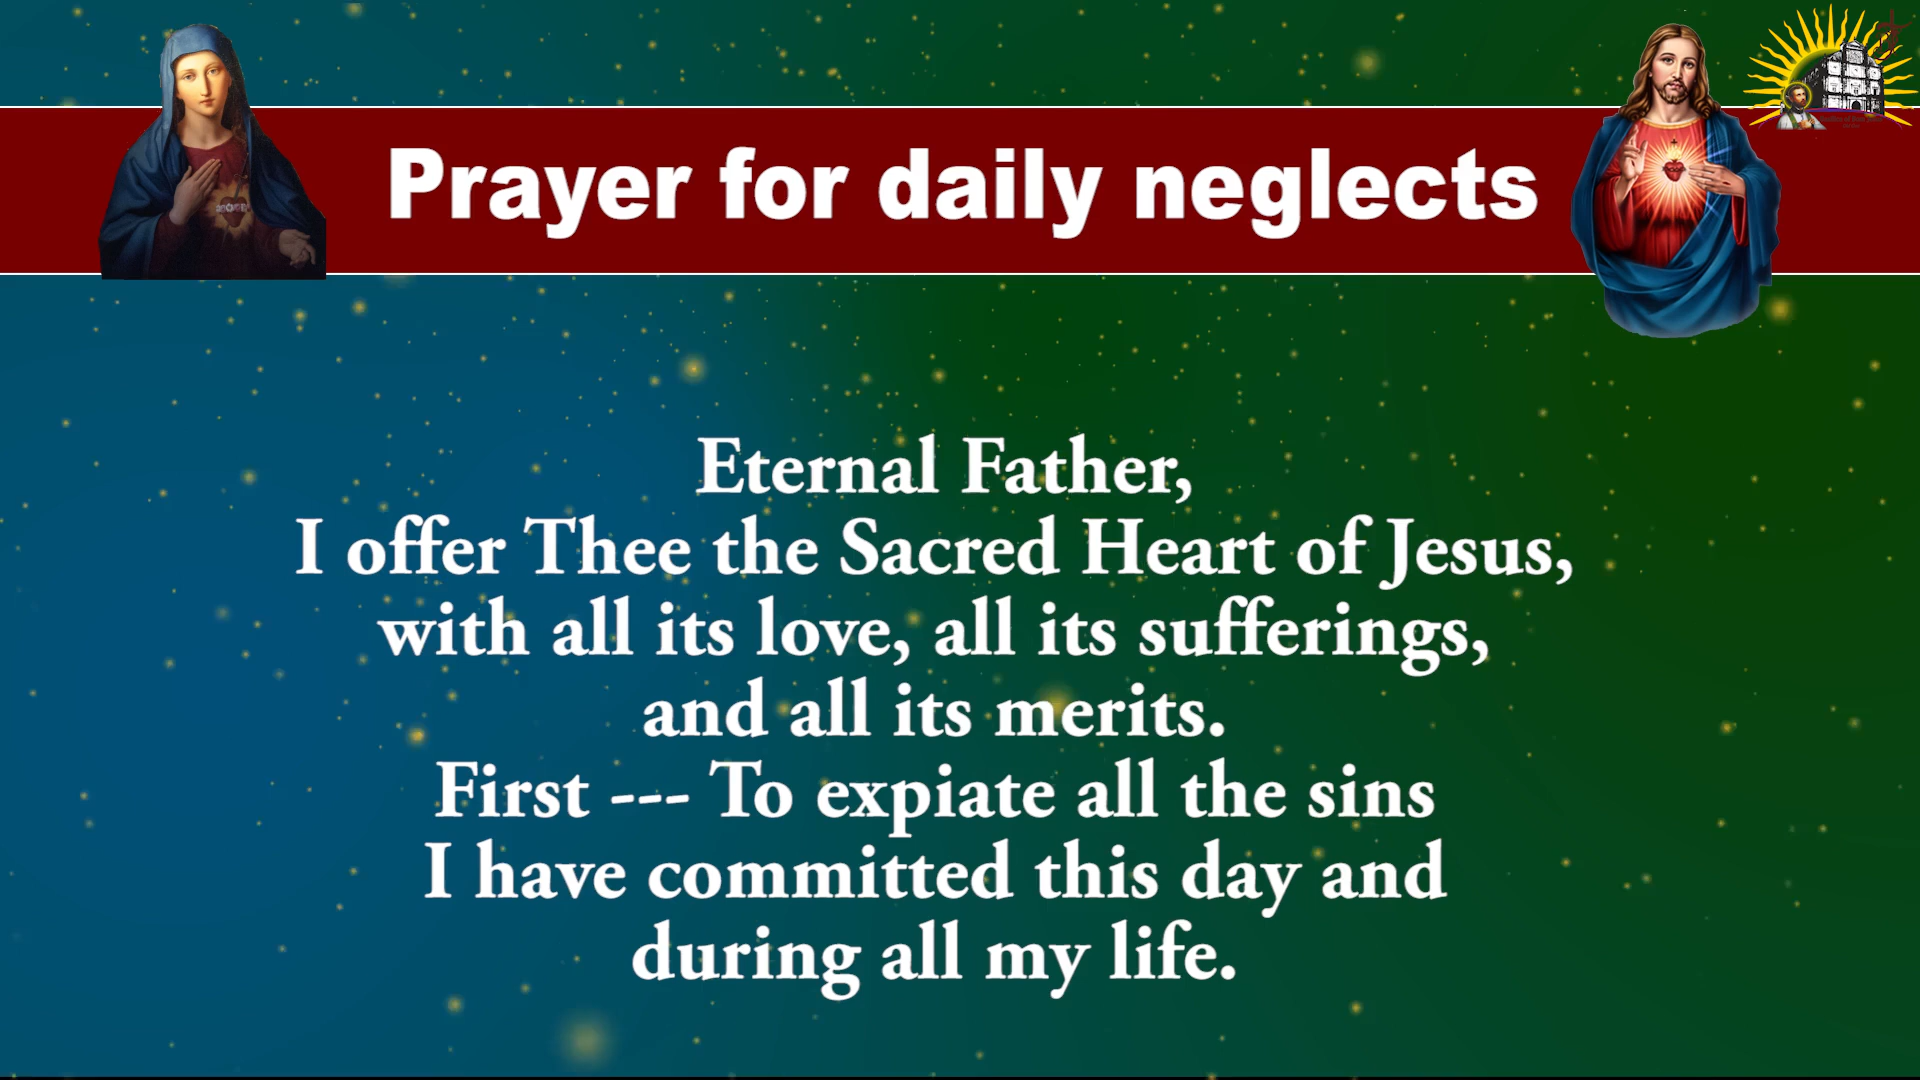 Prayer for daily neglects
Eternal Father,
I offer Thee the Sacred Heart of Jesus,
with all its love, all its sufferings,
and all its merits.
First --- To expiate all the sins
I have committed this day and
during all my life.